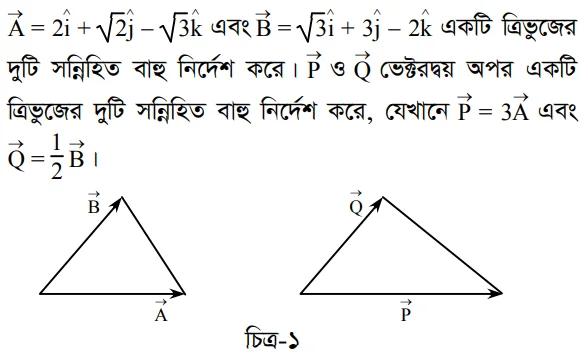 A⃗ = 2î + √2ĵ – √3k̂ এবং B⃗ = √3î + 3ĵ – 2k̂ একটি ত্রিভুজের
দুটি সন্নিহিত বাহু নির্দেশ করে। P⃗ ও Q⃗ ভেক্টরদ্বয় অপর একটি
ত্রিভুজের দুটি সন্নিহিত বাহু নির্দেশ করে, যেখানে P⃗ = 3A⃗ এবং
Q⃗ = 1/2 B⃗ ।
B⃗
A⃗
Q⃗
P⃗
চিত্র-১